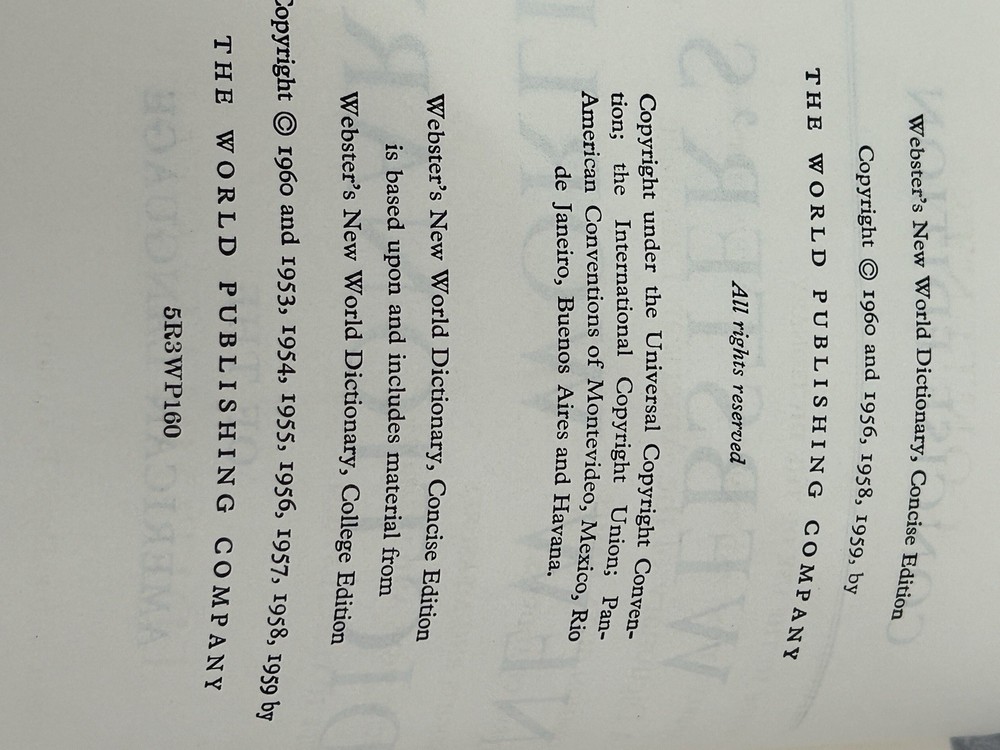 Webster's New World Dictionary, Concise Edition
Copyright © 1960 and 1956, 1958, 1959, by
THE WORLD PUBLISHING COMPANY
All rights reserved
Copyright under the Universal Copyright Conven-
tion; the International Copyright Union; Pan-
American Conventions of Montevideo, Mexico, Rio
de Janeiro, Buenos Aires and Havana.
Webster's New World Dictionary, Concise Edition
is based upon and includes material from
Webster's New World Dictionary, College Edition
Copyright © 1960 and 1953, 1954, 1955, 1956, 1957, 1958, 1959 by
THE WORLD PUBLISHING COMPANY
5R3WP160